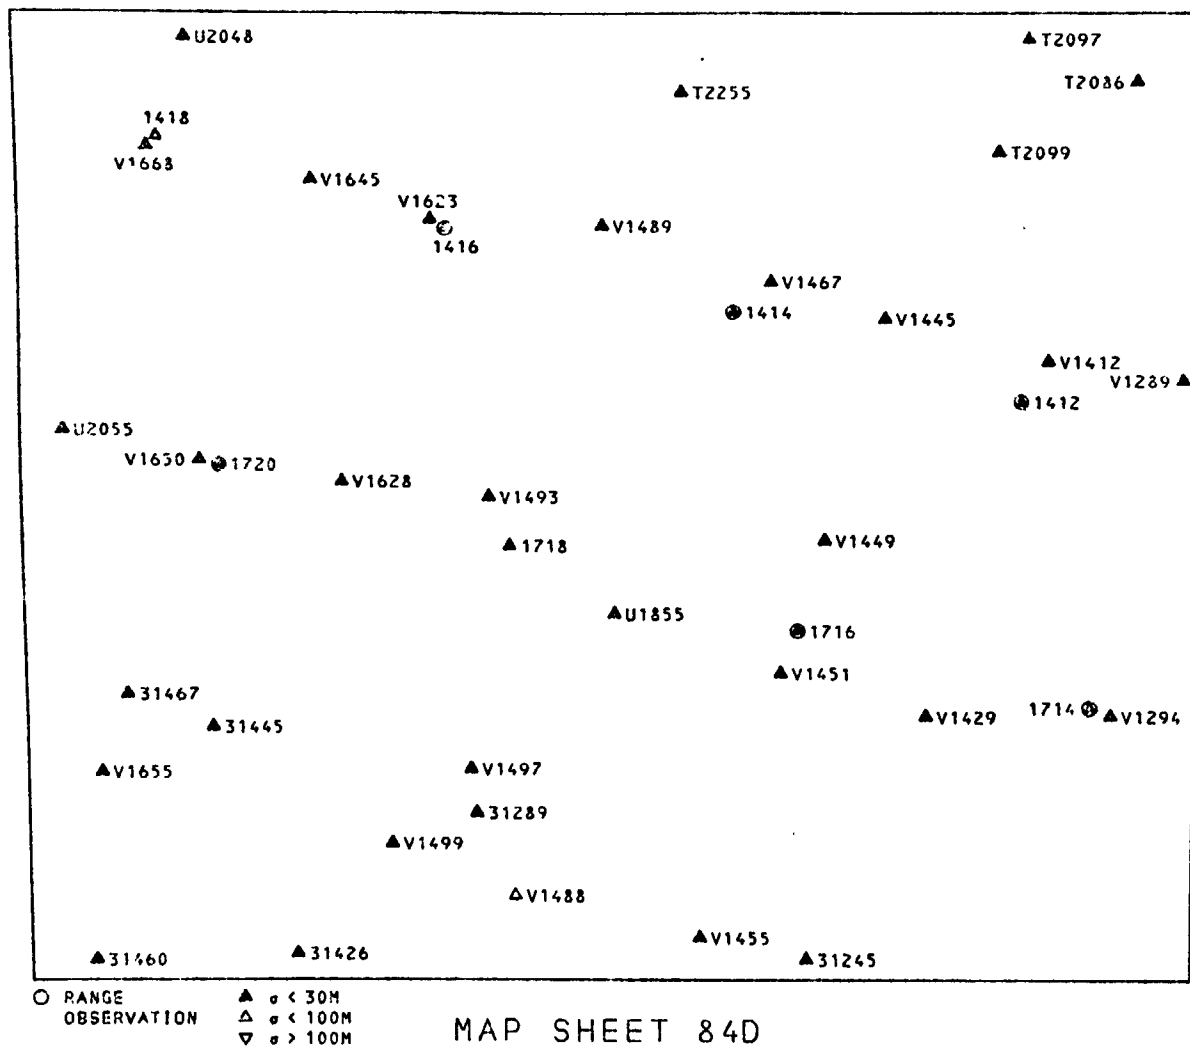 U2048
T2097
T2086
T2255
1418
V1668
T2099
V1645
V1623
1416
V1489
V1467
1414
V1445
V1412
V1289
1412
U2055
V1650
1720
V1628
V1493
1718
V1449
U1855
1716
V1451
31467
31445
V1429
1714
V1294
V1655
V1497
31289
V1499
V1488
V1455
31460
31426
31245
RANGE
OBSERVATION
σ < 30M
σ < 100M
σ > 100M
MAP SHEET 84D